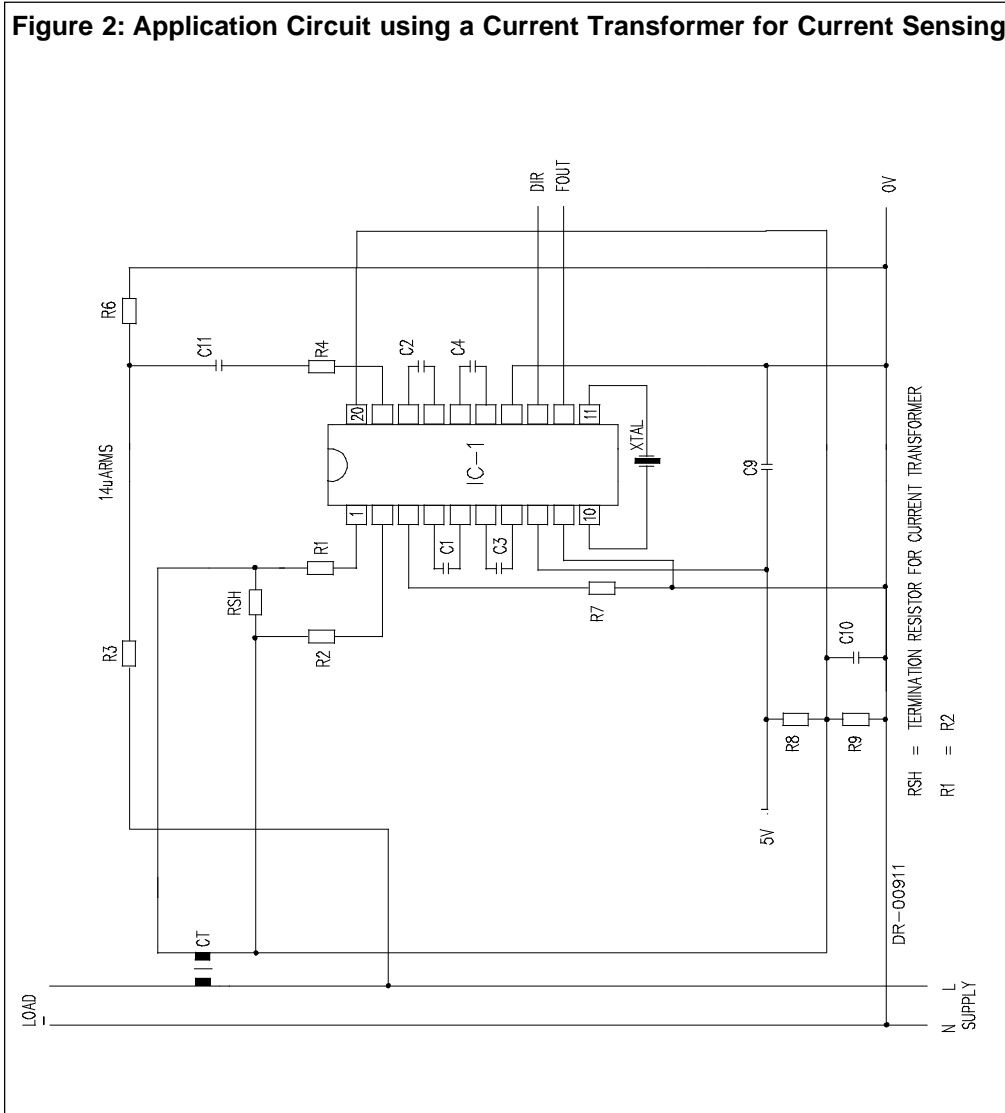 Figure 2: Application Circuit using a Current Transformer for Current Sensing
DIR
FOUT
0V
R6
C11
R4
C2
C4
20
11
14uARMS
IC-1
XTAL
C9
1
10
R1
C1
C3
RSH
R2
R7
R3
C10
R8
R9
5V
RSH = TERMINATION RESISTOR FOR CURRENT TRANSFORMER
R1 = R2
DR-00911
CT
LOAD
N L
SUPPLY